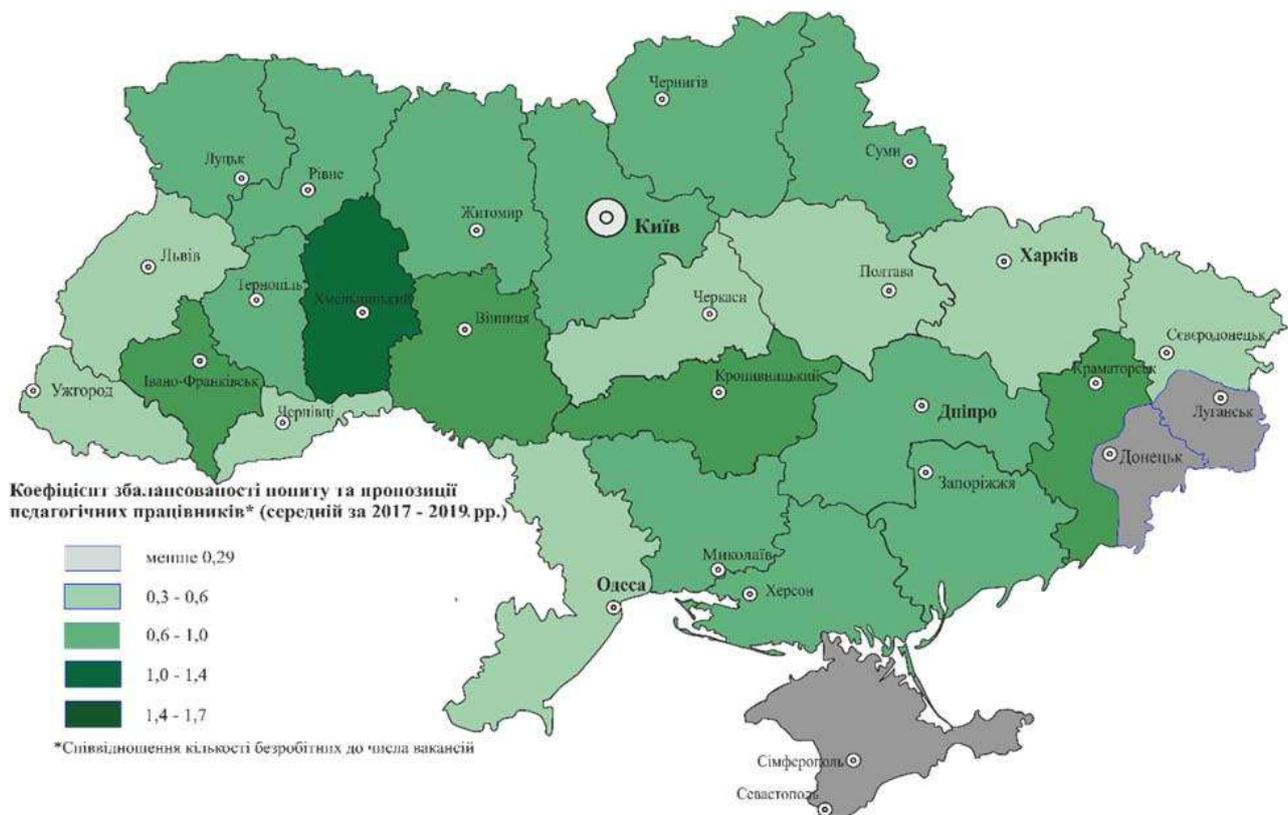 Чернигів
Суми
Луцьк
Рівне
Житомир
Київ
Львів
Тернопіль
Хмельницький
Вінниця
Черкаси
Полтава
Харків
Сєвєродонецьк
Ужгород
Івано-Франківськ
Чернівці
Кропивницький
Дніпро
Краматорськ
Луганськ
Донецьк
Запоріжжя
Коефіцієнт збалансованості попиту та пропозиції
педагогічних працівників* (середній за 2017 - 2019 рр.)
менше 0,29
0,3 - 0,6
0,6 - 1,0
1,0 - 1,4
1,4 - 1,7
*Співвідношення кількості безробітних до числа вакансій
Миколаїв
Одеса
Херсон
Сімферополь
Севастополь